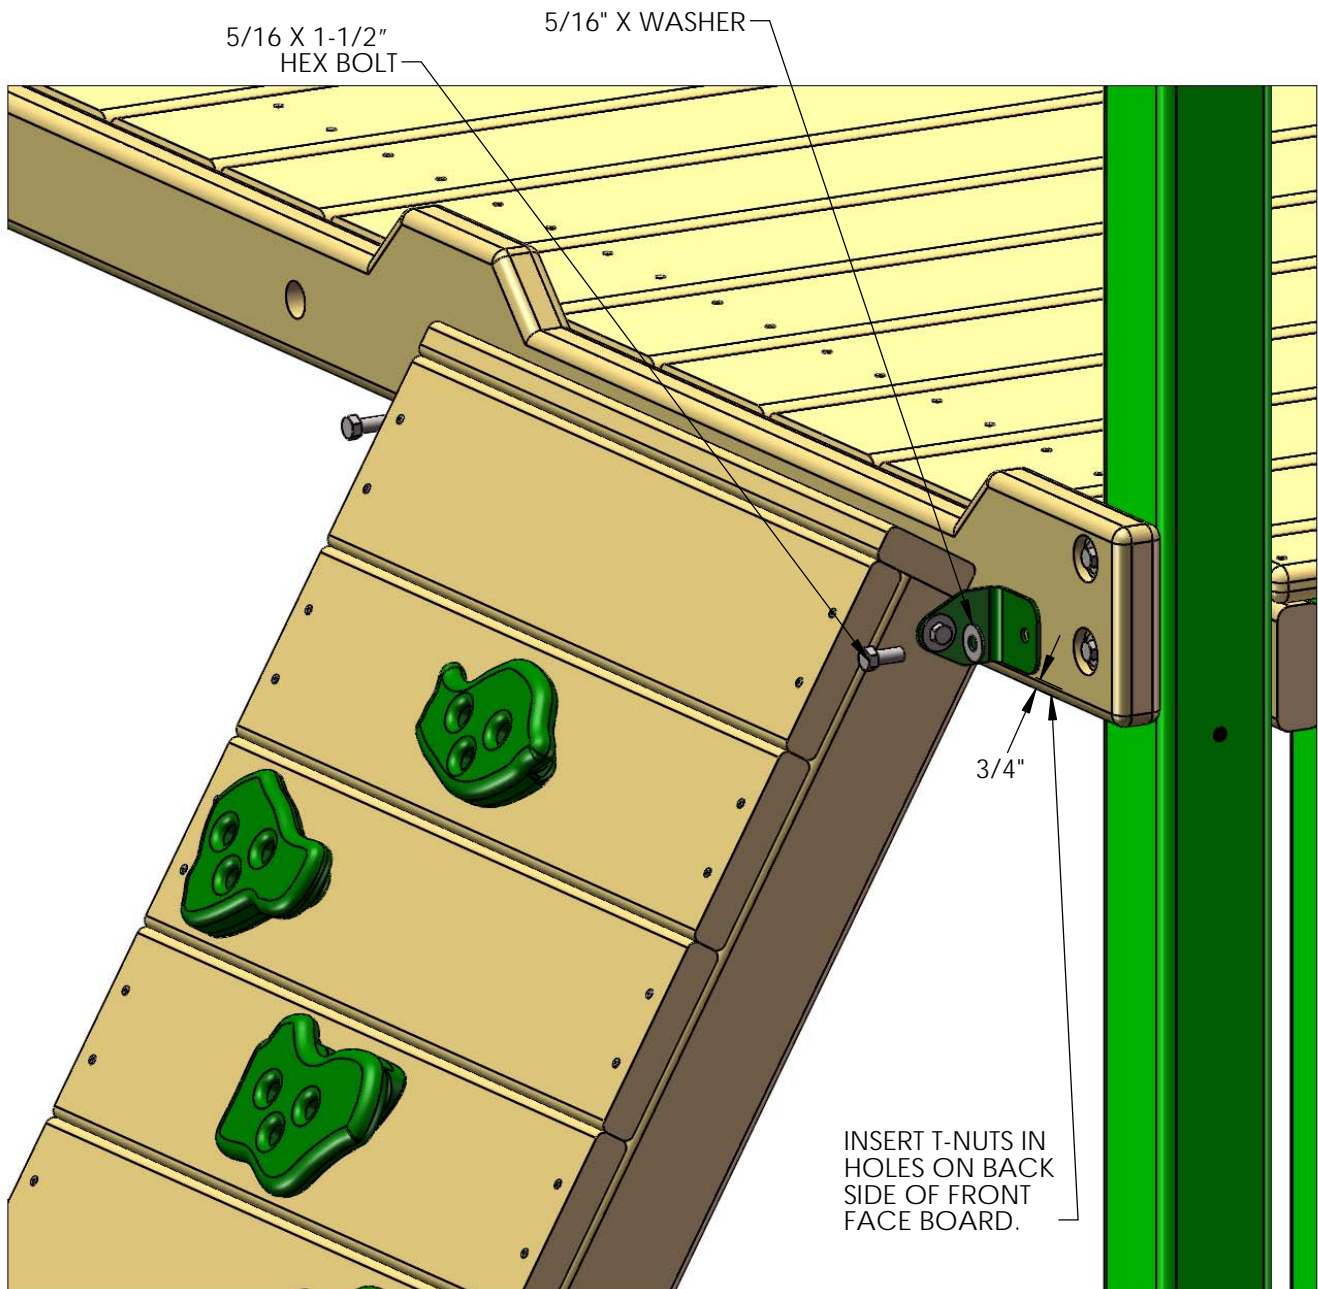 5/16" X WASHER
5/16 X 1-1/2"
HEX BOLT
3/4"
INSERT T-NUTS IN
HOLES ON BACK
SIDE OF FRONT
FACE BOARD.